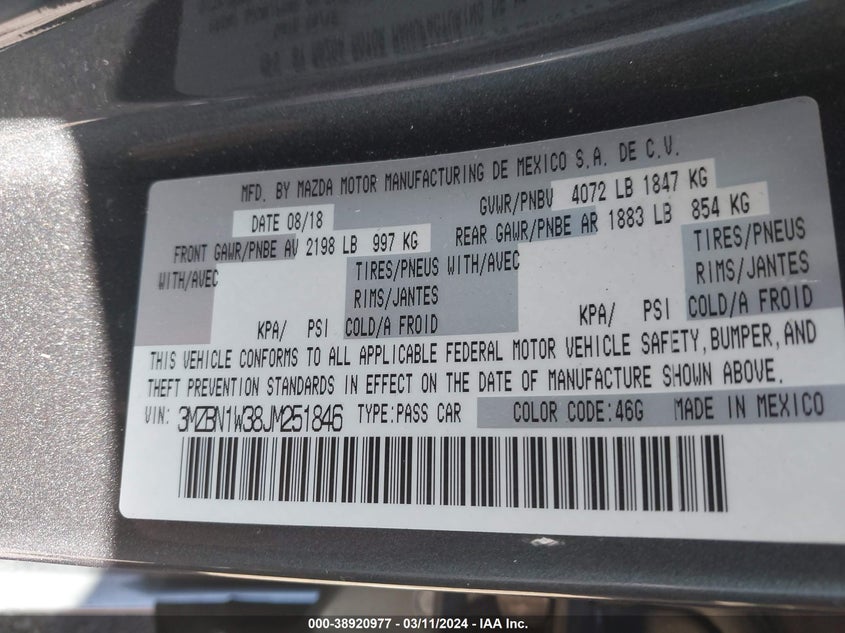 MFD. BY MAZDA MOTOR MANUFACTURING DE MEXICO S.A. DE C.V.
DATE 08/18 GVWR/PNBV 4072 LB 1847 KG
FRONT GAWR/PNBE AV 2198 LB 997 KG REAR GAWR/PNBE AR 1883 LB 854 KG
WITH/AVEC TIRES/PNEUS WITH/AVEC TIRES/PNEUS
RIMS/JANTES RIMS/JANTES
KPA/ PSI COLD/A FROID KPA/ PSI COLD/A FROID
THIS VEHICLE CONFORMS TO ALL APPLICABLE FEDERAL MOTOR VEHICLE SAFETY, BUMPER, AND
THEFT PREVENTION STANDARDS IN EFFECT ON THE DATE OF MANUFACTURE SHOWN ABOVE.
VIN: 3MZBN1W38JM251846 TYPE:PASS CAR COLOR CODE:46G MADE IN MEXICO
000-38920977 - 03/11/2024 - IAA Inc.